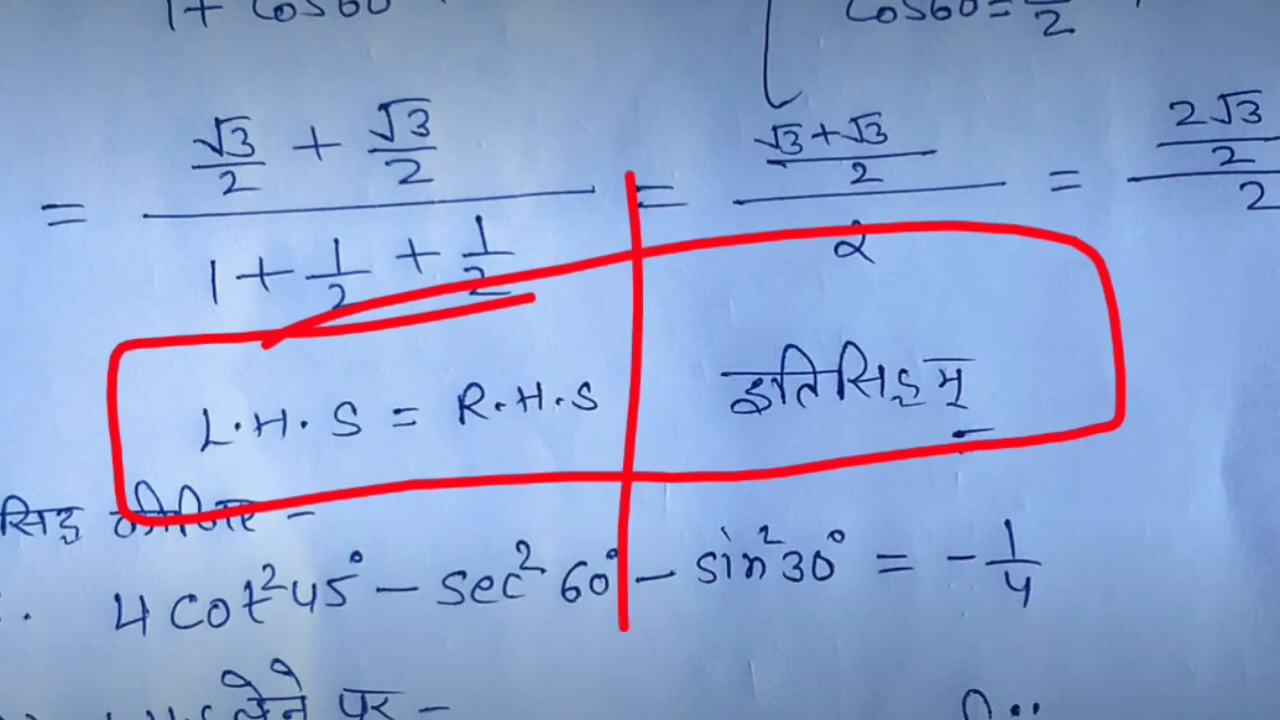 1 + cos60 cos60 = /2
= (√3/2 + √3/2)/(1 + 1/2 + 1/2) = ((√3+√3)/2)/2 = (2√3/2)/2
L.H.S = R.H.S इतिसिद्धम्
सिद्ध कीजिए -
4 cot²45° - sec²60° - sin²30° = -1/4
लेने पर -